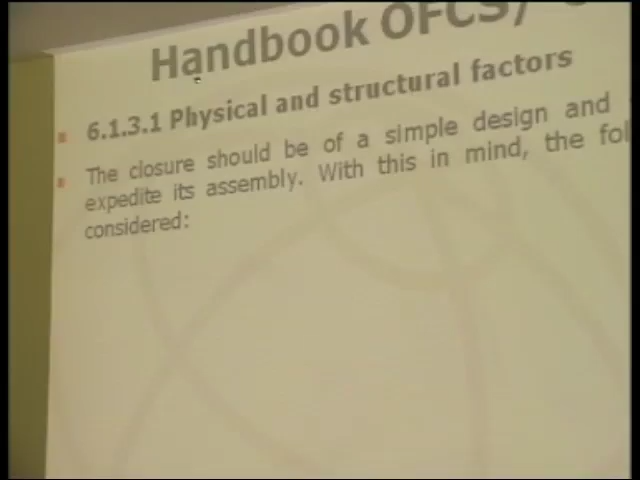 Handbook OFCS/
6.1.3.1 Physical and structural factors
The closure should be of a simple design and
expedite its assembly. With this in mind, the fol
considered: